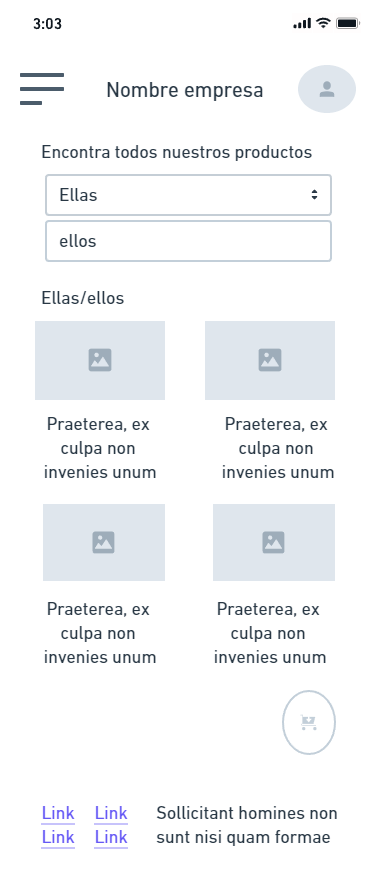 3:03
Nombre empresa
Encontra todos nuestros productos
Ellas
ellos
Ellas/ellos
Praeterea, ex
culpa non
invenies unum
Praeterea, ex
culpa non
invenies unum
Praeterea, ex
culpa non
invenies unum
Praeterea, ex
culpa non
invenies unum
Link Link
Link Link
Sollicitant homines non
sunt nisi quam formae